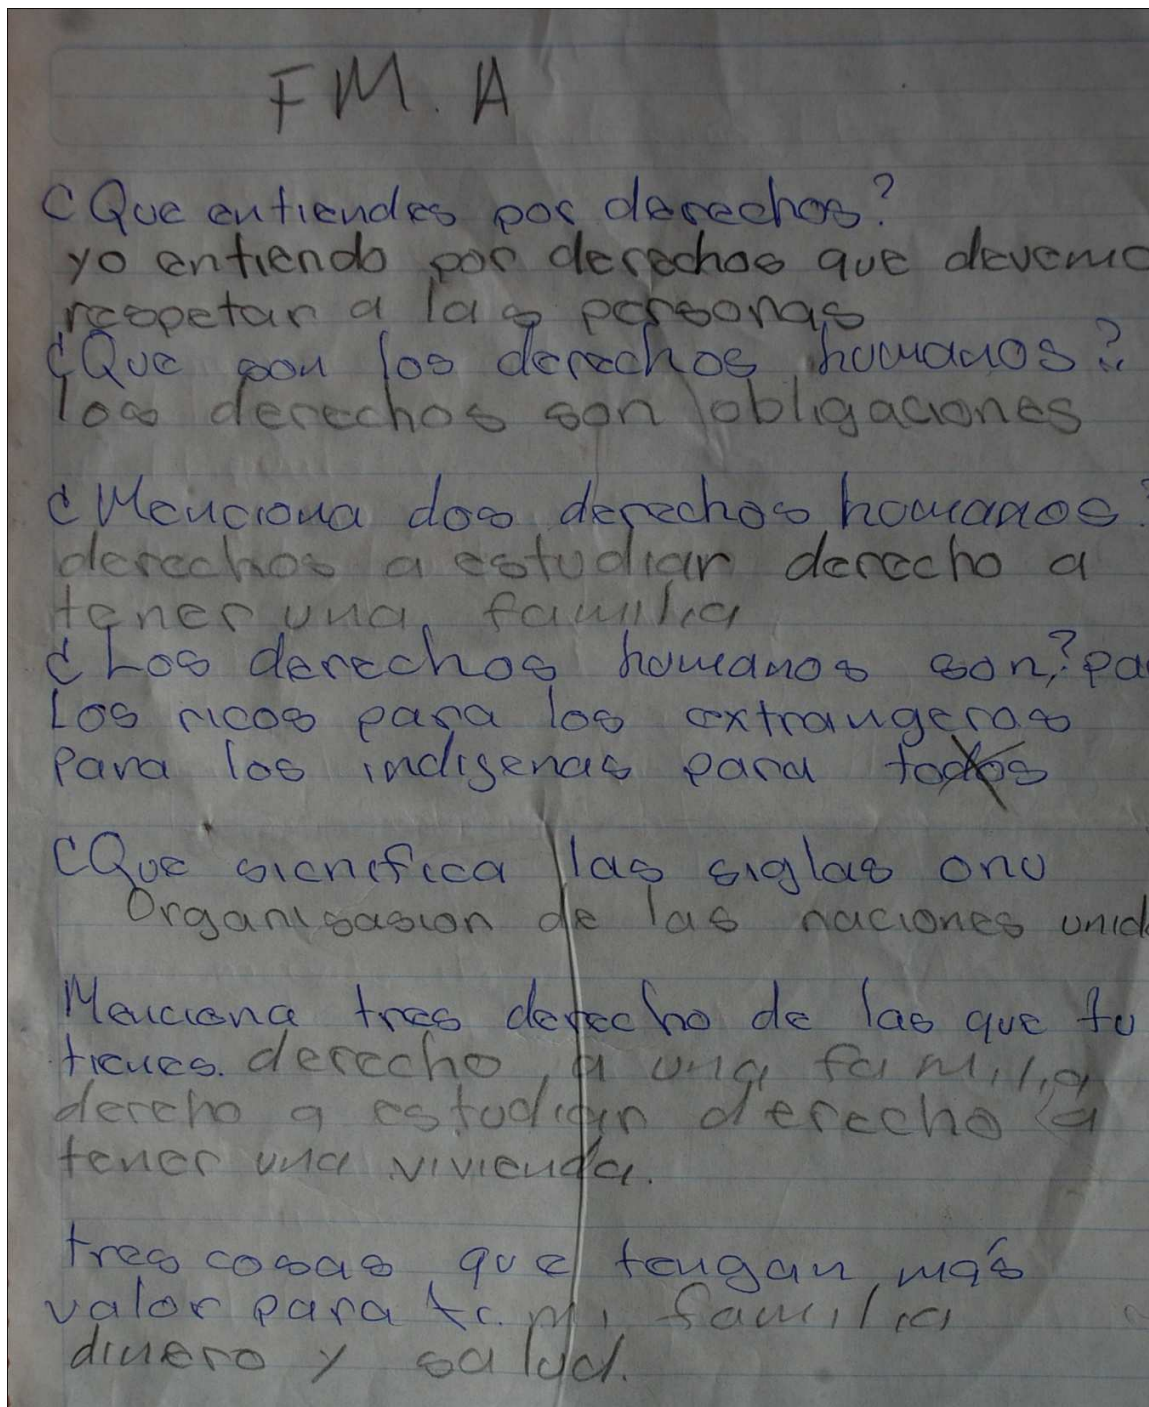 FM. A
¿Que entiendes por derechos?
yo entiendo por derechos que devemo
respetar a las personas
¿Que son los derechos humanos?
los derechos son obligaciones
¿Menciona dos derechos homanos?
derechos a estudiar derecho a
tener una familia
¿Los derechos homanos son? pa
Los ricos para los extrangeros
Para los indigenas para todos
¿Que sicnifica las siglas onu
Organisasion de las naciones unid
Menciona tres derecho de las que tu
tienes. derecho a una familia
derecho a estudiar derecho a
tener una vivienda.
tres cosas que tengan más
valor para ti. mi familia
dinero y salud.